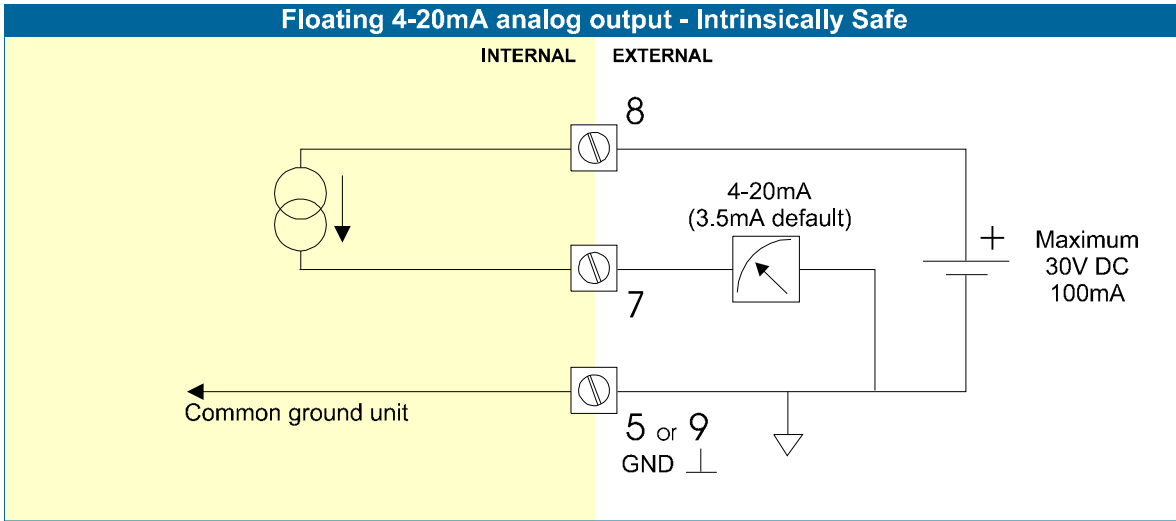 Floating 4-20mA analog output - Intrinsically Safe
INTERNAL EXTERNAL
8
4-20mA
(3.5mA default)
+
Maximum
30V DC
100mA
7
Common ground unit
5 or 9
GND